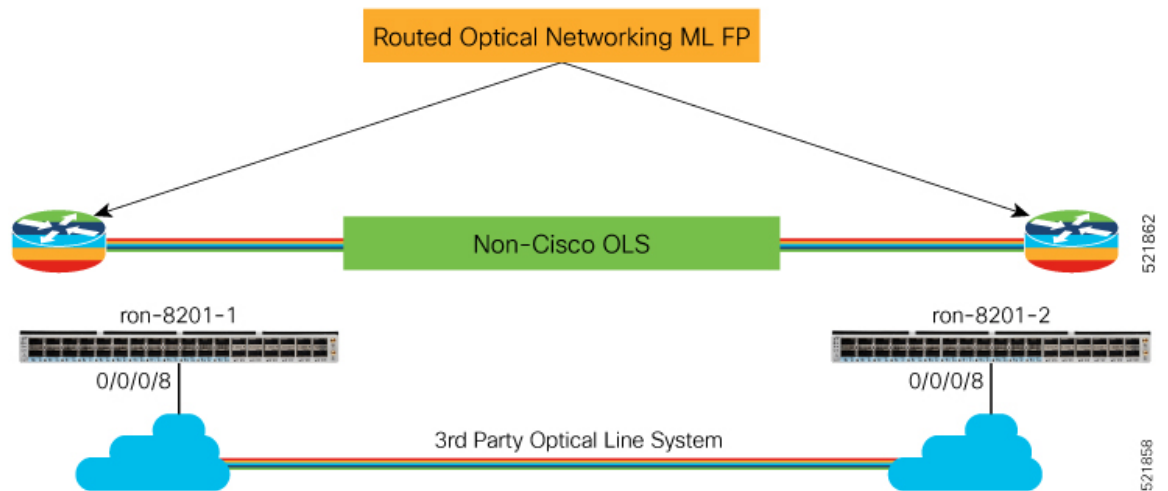 Routed Optical Networking ML FP
Non-Cisco OLS
521862
ron-8201-1
ron-8201-2
0/0/0/8
0/0/0/8
3rd Party Optical Line System
521858